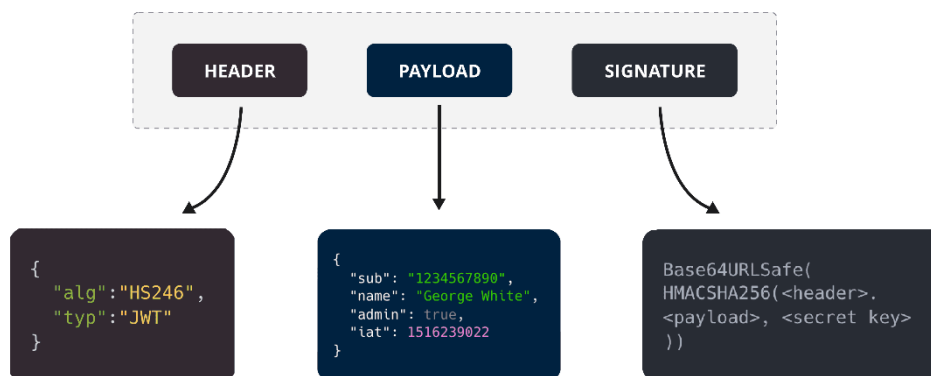 HEADER
PAYLOAD
SIGNATURE
{
"alg":"HS246",
"typ":"JWT"
}
{
"sub": "1234567890",
"name": "George White",
"admin": true,
"iat": 1516239022
}
Base64URLSafe(
HMACSHA256(<header>.
<payload>, <secret key>
))